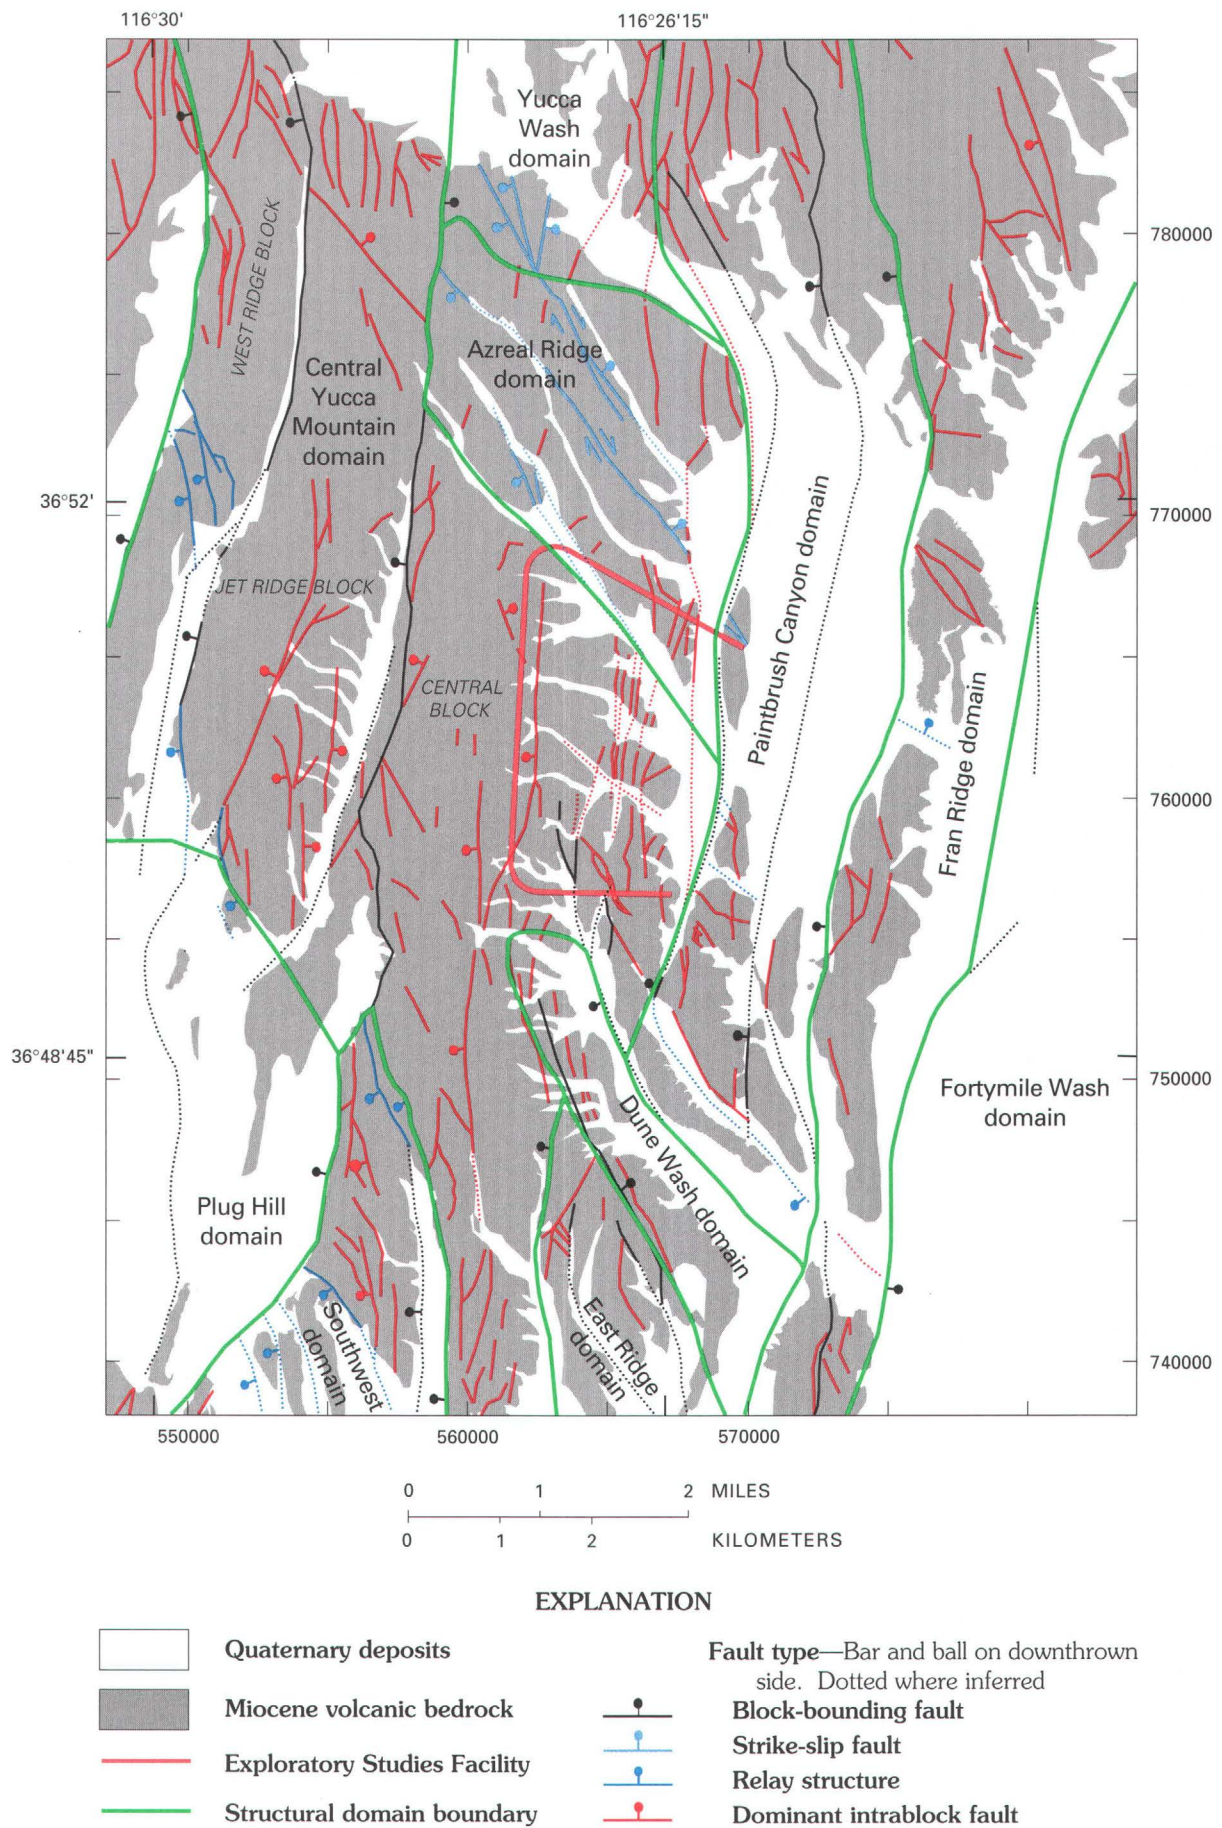 116°30'
116°26'15"
Yucca
Wash
domain
WEST RIDGE BLOCK
780000
Azreal Ridge
domain
Central
Yucca
Mountain
domain
36°52'
770000
JET RIDGE BLOCK
Paintbrush Canyon domain
CENTRAL
BLOCK
Fran Ridge domain
760000
36°48'45"
750000
Fortymile Wash
domain
Dune Wash domain
Plug Hill
domain
Southwest
domain
East Ridge
domain
740000
550000
560000
570000
0 1 2 MILES
0 1 2 KILOMETERS
EXPLANATION
Quaternary deposits
Miocene volcanic bedrock
Exploratory Studies Facility
Structural domain boundary
Fault type—Bar and ball on downthrown
side. Dotted where inferred
Block-bounding fault
Strike-slip fault
Relay structure
Dominant intrablock fault